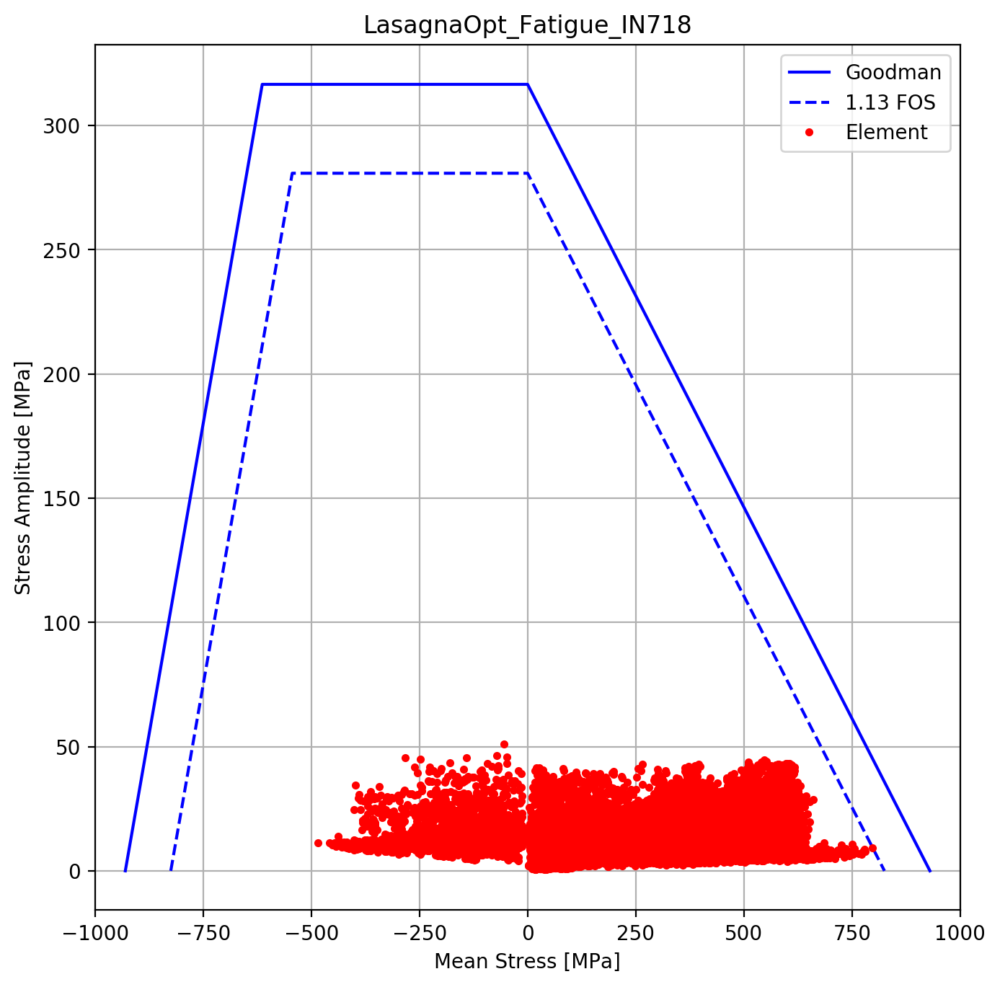 LasagnaOpt_Fatigue_IN718
Goodman
1.13 FOS
Element
Stress Amplitude [MPa]
300
250
200
150
100
50
0
−1000 −750 −500 −250 0 250 500 750 1000
Mean Stress [MPa]